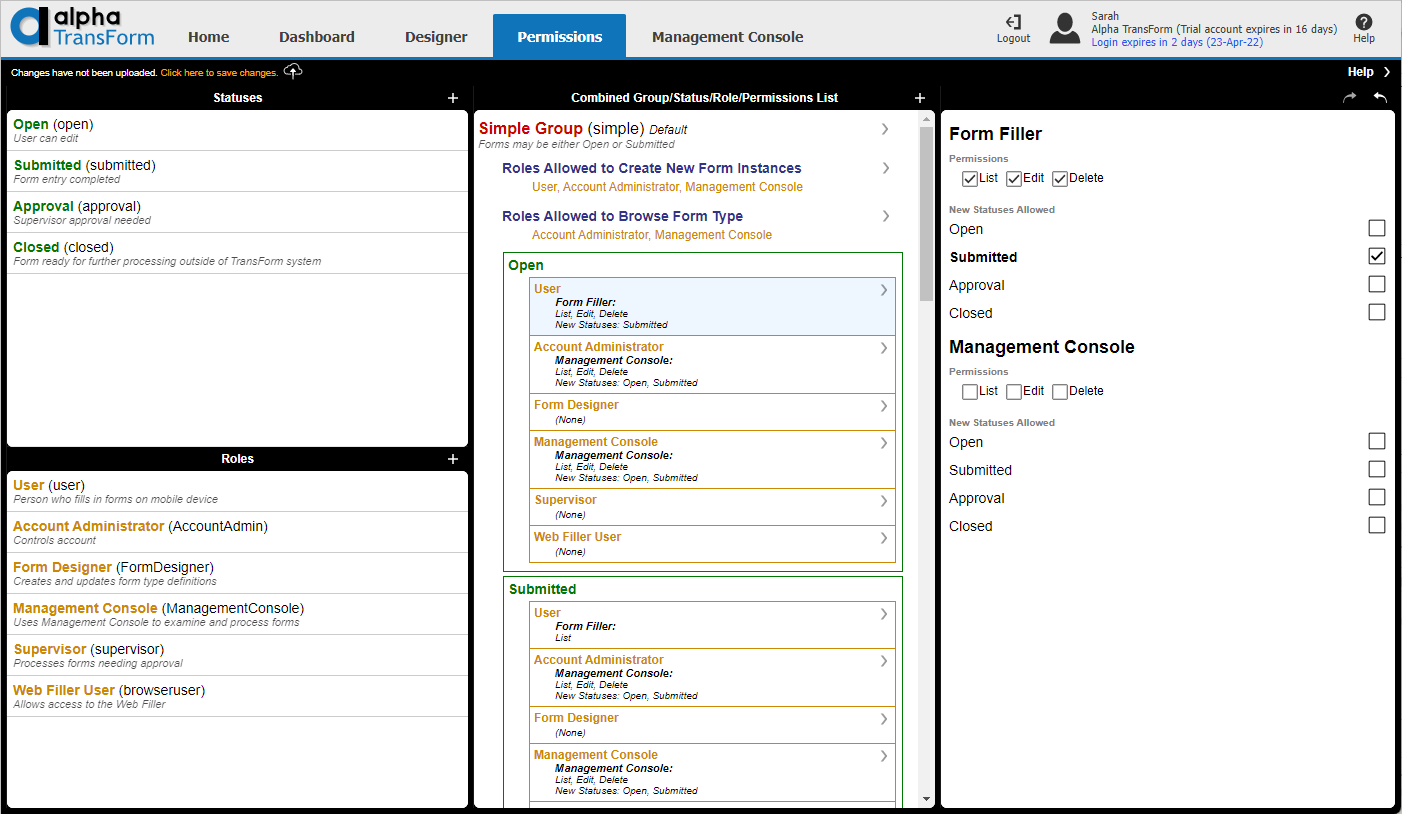 alpha
TransForm
Home
Dashboard
Designer
Permissions
Management Console
Logout
Sarah
Alpha TransForm (Trial account expires in 16 days)
Login expires in 2 days (23-Apr-22)
Help
Changes have not been uploaded. Click here to save changes.
Help
Statuses
Open (open)
User can edit
Submitted (submitted)
Form entry completed
Approval (approval)
Supervisor approval needed
Closed (closed)
Form ready for further processing outside of TransForm system
Roles
User (user)
Person who fills in forms on mobile device
Account Administrator (AccountAdmin)
Controls account
Form Designer (FormDesigner)
Creates and updates form type definitions
Management Console (ManagementConsole)
Uses Management Console to examine and process forms
Supervisor (supervisor)
Processes forms needing approval
Web Filler User (browseruser)
Allows access to the Web Filler
Combined Group/Status/Role/Permissions List
Simple Group (simple) Default
Forms may be either Open or Submitted
Roles Allowed to Create New Form Instances
User, Account Administrator, Management Console
Roles Allowed to Browse Form Type
Account Administrator, Management Console
Open
User
Form Filler:
List, Edit, Delete
New Statuses: Submitted
Account Administrator
Management Console:
List, Edit, Delete
New Statuses: Open, Submitted
Form Designer
(None)
Management Console
Management Console:
List, Edit, Delete
New Statuses: Open, Submitted
Supervisor
(None)
Web Filler User
(None)
Submitted
User
Form Filler:
List
Account Administrator
Management Console:
List, Edit, Delete
New Statuses: Open, Submitted
Form Designer
(None)
Management Console
Management Console:
List, Edit, Delete
New Statuses: Open, Submitted
Form Filler
Permissions
List Edit Delete
New Statuses Allowed
Open
Submitted
Approval
Closed
Management Console
Permissions
List Edit Delete
New Statuses Allowed
Open
Submitted
Approval
Closed